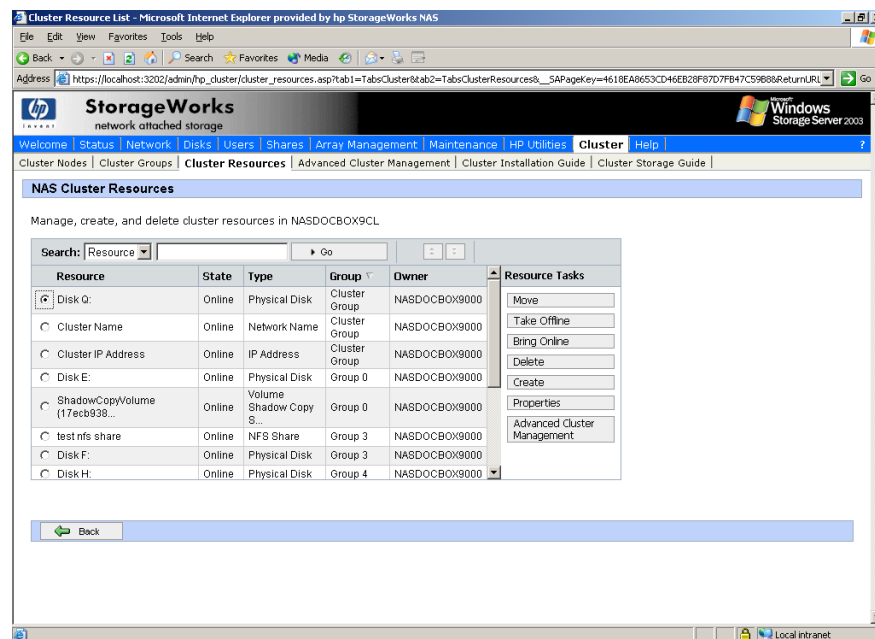 Cluster Resource List - Microsoft Internet Explorer provided by hp StorageWorks NAS
File Edit View Favorites Tools Help
Back Search Favorites Media
Address https://localhost:3202/admin/hp_cluster/cluster_resources.asp?tab1=TabsCluster&tab2=TabsClusterResources&__SAPageKey=4618EA8653CD46EB28F87D7FB47C59B88&ReturnURL Go
hp
invent
StorageWorks
network attached storage
Microsoft
Windows
Storage Server 2003
Welcome | Status | Network | Disks | Users | Shares | Array Management | Maintenance | HP Utilities | Cluster | Help | ?
Cluster Nodes | Cluster Groups | Cluster Resources | Advanced Cluster Management | Cluster Installation Guide | Cluster Storage Guide |
NAS Cluster Resources
Manage, create, and delete cluster resources in NASDOCBOX9CL
Search: Resource Go
Resource State Type Group Owner Resource Tasks
Disk Q: Online Physical Disk Cluster Group NASDOCBOX9000
Cluster Name Online Network Name Cluster Group NASDOCBOX9000
Cluster IP Address Online IP Address Cluster Group NASDOCBOX9000
Disk E: Online Physical Disk Group 0 NASDOCBOX9000
ShadowCopyVolume {17ecb938... Online Volume Shadow Copy S... Group 0 NASDOCBOX9000
test nfs share Online NFS Share Group 3 NASDOCBOX9000
Disk F: Online Physical Disk Group 3 NASDOCBOX9000
Disk H: Online Physical Disk Group 4 NASDOCBOX9000
Move
Take Offline
Bring Online
Delete
Create
Properties
Advanced Cluster Management
Back
Local intranet